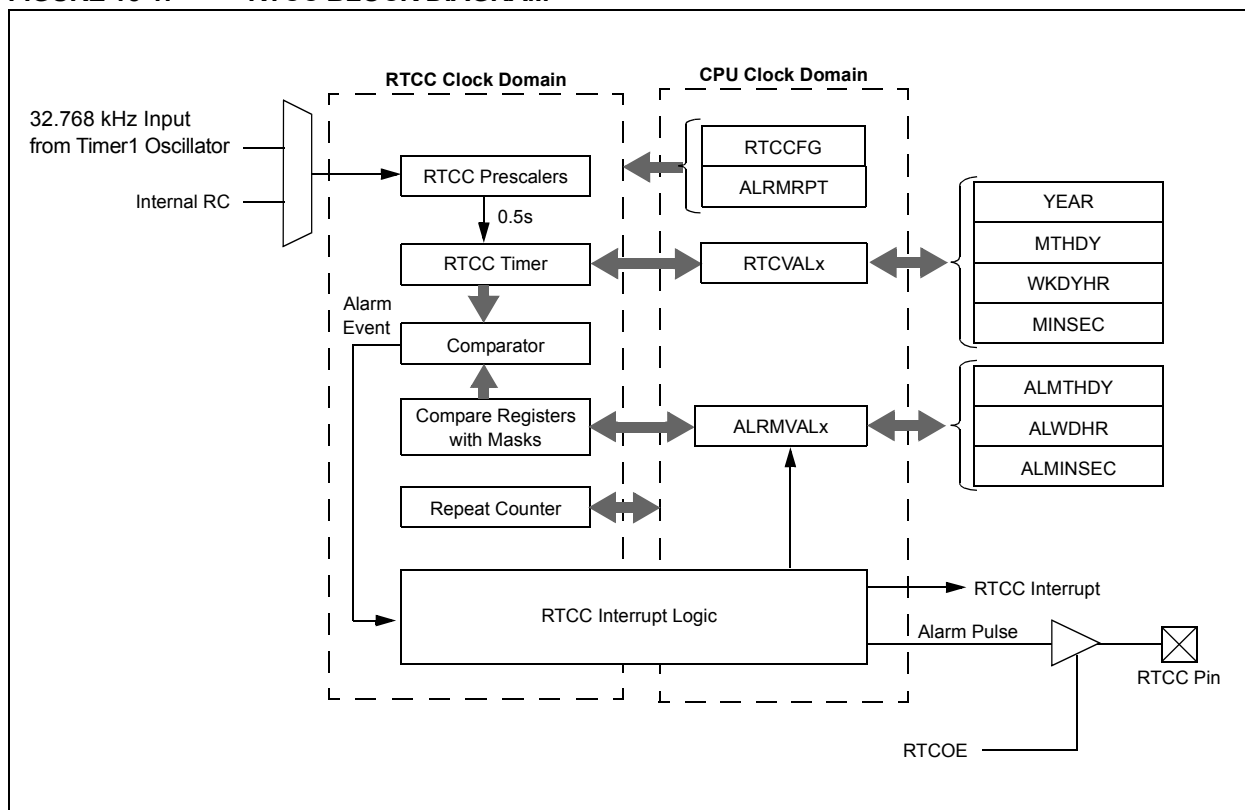 RTCC Clock Domain
CPU Clock Domain
32.768 kHz Input
from Timer1 Oscillator
Internal RC
RTCC Prescalers
0.5s
RTCC Timer
Alarm
Event
Comparator
Compare Registers
with Masks
Repeat Counter
RTCC Interrupt Logic
RTCCFG
ALRMRPT
RTCVALx
ALRMVALx
YEAR
MTHDY
WKDYHR
MINSEC
ALMTHDY
ALWDHR
ALMINSEC
RTCC Interrupt
Alarm Pulse
RTCC Pin
RTCOE